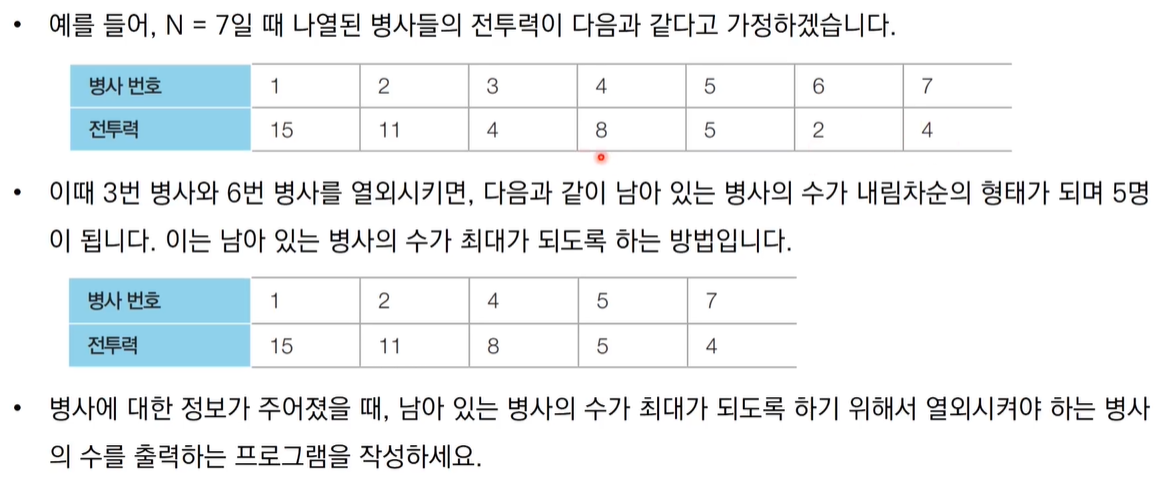 • 예를 들어, N = 7일 때 나열된 병사들의 전투력이 다음과 같다고 가정하겠습니다.
병사 번호 1 2 3 4 5 6 7
전투력 15 11 4 8 5 2 4
• 이때 3번 병사와 6번 병사를 열외시키면, 다음과 같이 남아 있는 병사의 수가 내림차순의 형태가 되며 5명
이 됩니다. 이는 남아 있는 병사의 수가 최대가 되도록 하는 방법입니다.
병사 번호 1 2 4 5 7
전투력 15 11 8 5 4
• 병사에 대한 정보가 주어졌을 때, 남아 있는 병사의 수가 최대가 되도록 하기 위해서 열외시켜야 하는 병사
의 수를 출력하는 프로그램을 작성하세요.